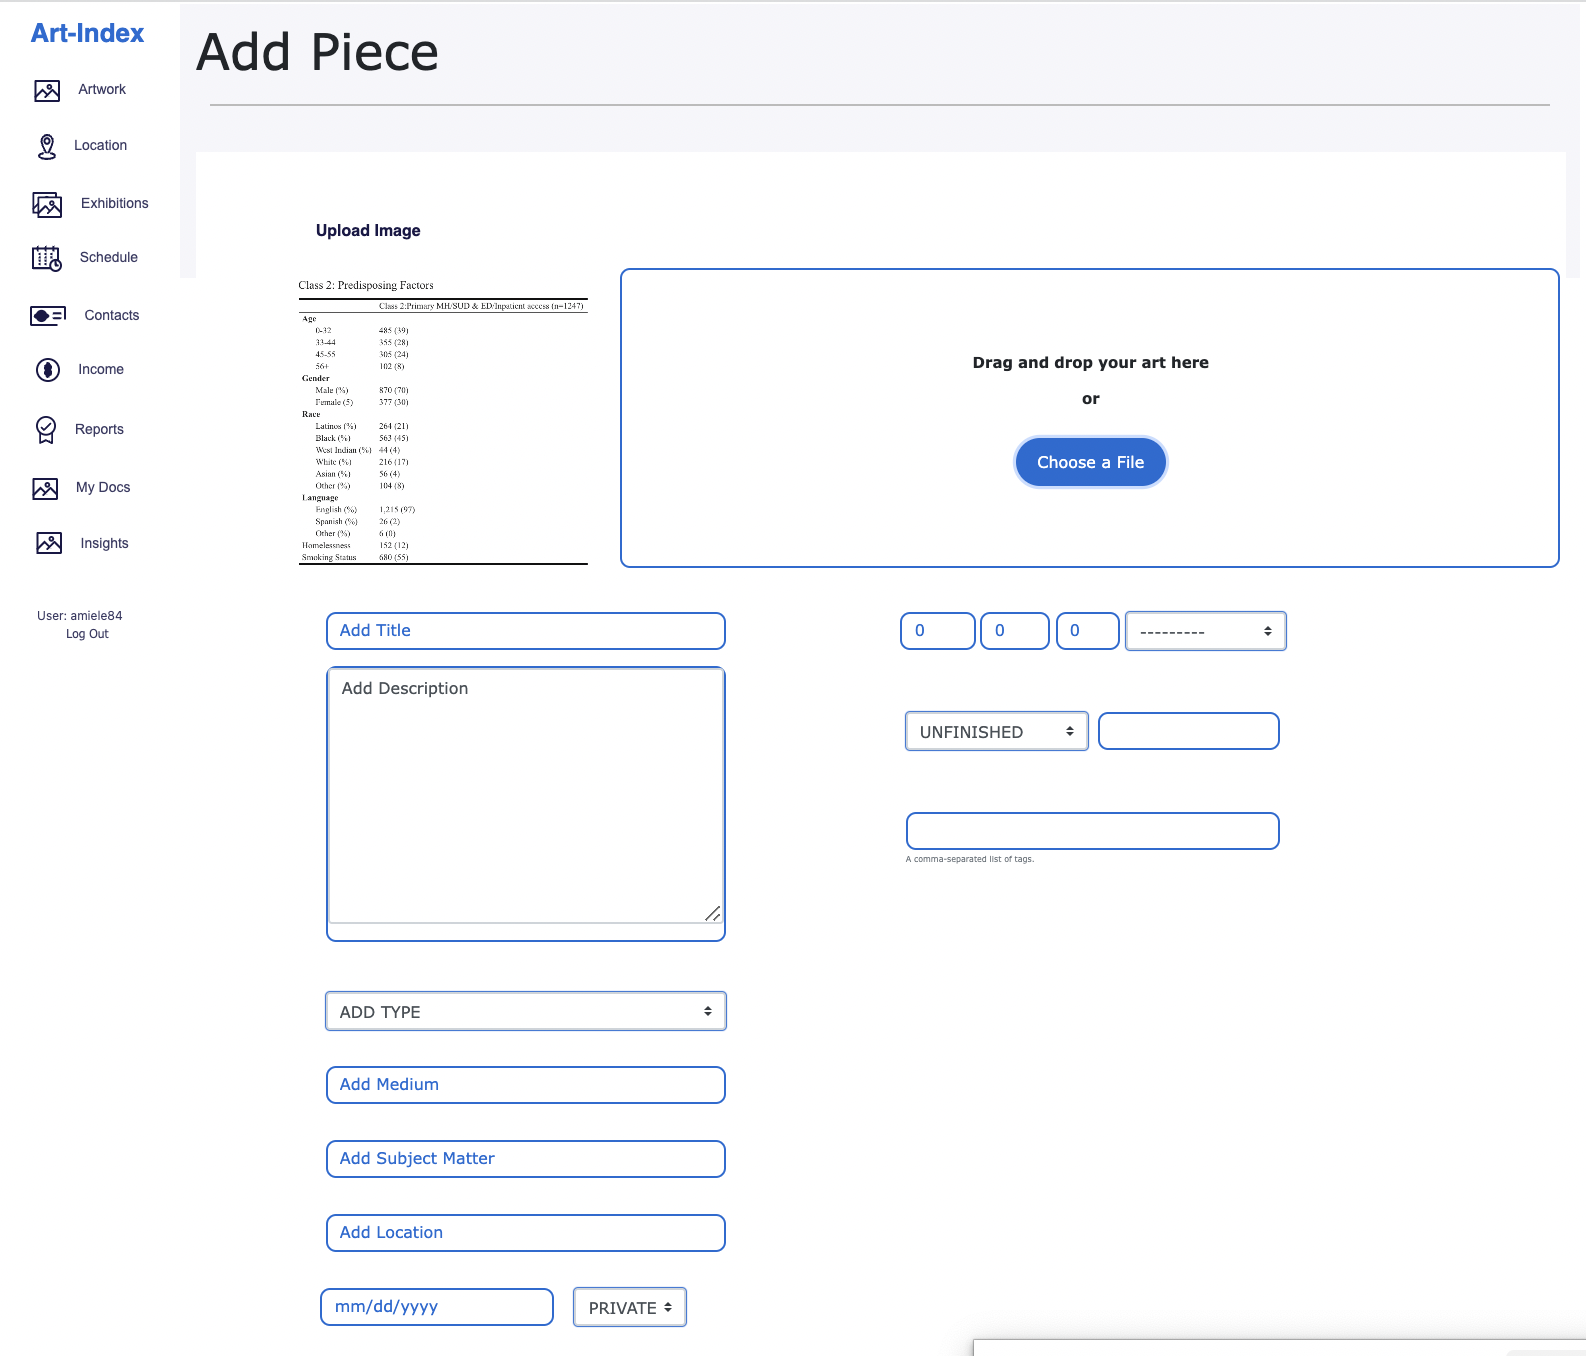 Art-Index
Add Piece
Artwork
Location
Exhibitions
Schedule
Contacts
Income
Reports
My Docs
Insights
User: amiele84
Log Out
Upload Image
Class 2: Predisposing Factors
Class 2:Primary MH/SUD & ED/Inpatient access (n=1247)
Age
0-32 485 (39)
33-44 355 (28)
45-55 305 (24)
56+ 102 (8)
Gender
Male (%) 870 (70)
Female (5) 377 (30)
Race
Latinos (%) 264 (21)
Black (%) 563 (45)
West Indian (%) 44 (4)
White (%) 216 (17)
Asian (%) 56 (4)
Other (%) 104 (8)
Language
English (%) 1,215 (97)
Spanish (%) 26 (2)
Other (%) 6 (0)
Homelessness 152 (12)
Smoking Status 680 (55)
Drag and drop your art here
or
Choose a File
Add Title
0 0 0 ---------
Add Description
UNFINISHED
A comma-separated list of tags.
ADD TYPE
Add Medium
Add Subject Matter
Add Location
mm/dd/yyyy PRIVATE